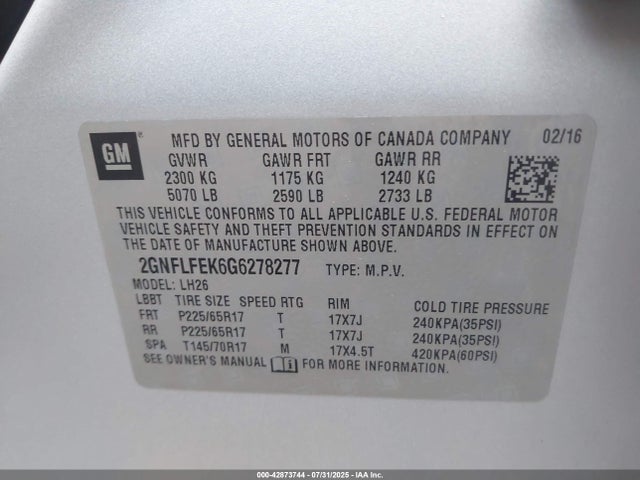 GM ® MFD BY GENERAL MOTORS OF CANADA COMPANY 02/16
GVWR GAWR FRT GAWR RR
2300 KG 1175 KG 1240 KG
5070 LB 2590 LB 2733 LB
THIS VEHICLE CONFORMS TO ALL APPLICABLE U.S. FEDERAL MOTOR
VEHICLE SAFETY AND THEFT PREVENTION STANDARDS IN EFFECT ON
THE DATE OF MANUFACTURE SHOWN ABOVE.
2GNFLFEK6G6278277 TYPE: M.P.V.
MODEL: LH26
LBBT TIRE SIZE SPEED RTG RIM COLD TIRE PRESSURE
FRT P225/65R17 T 17X7J 240KPA(35PSI)
RR P225/65R17 T 17X7J 240KPA(35PSI)
SPA T145/70R17 M 17X4.5T 420KPA(60PSI)
SEE OWNER'S MANUAL FOR MORE INFORMATION.
000-42873744 - 07/31/2025 - IAA Inc.